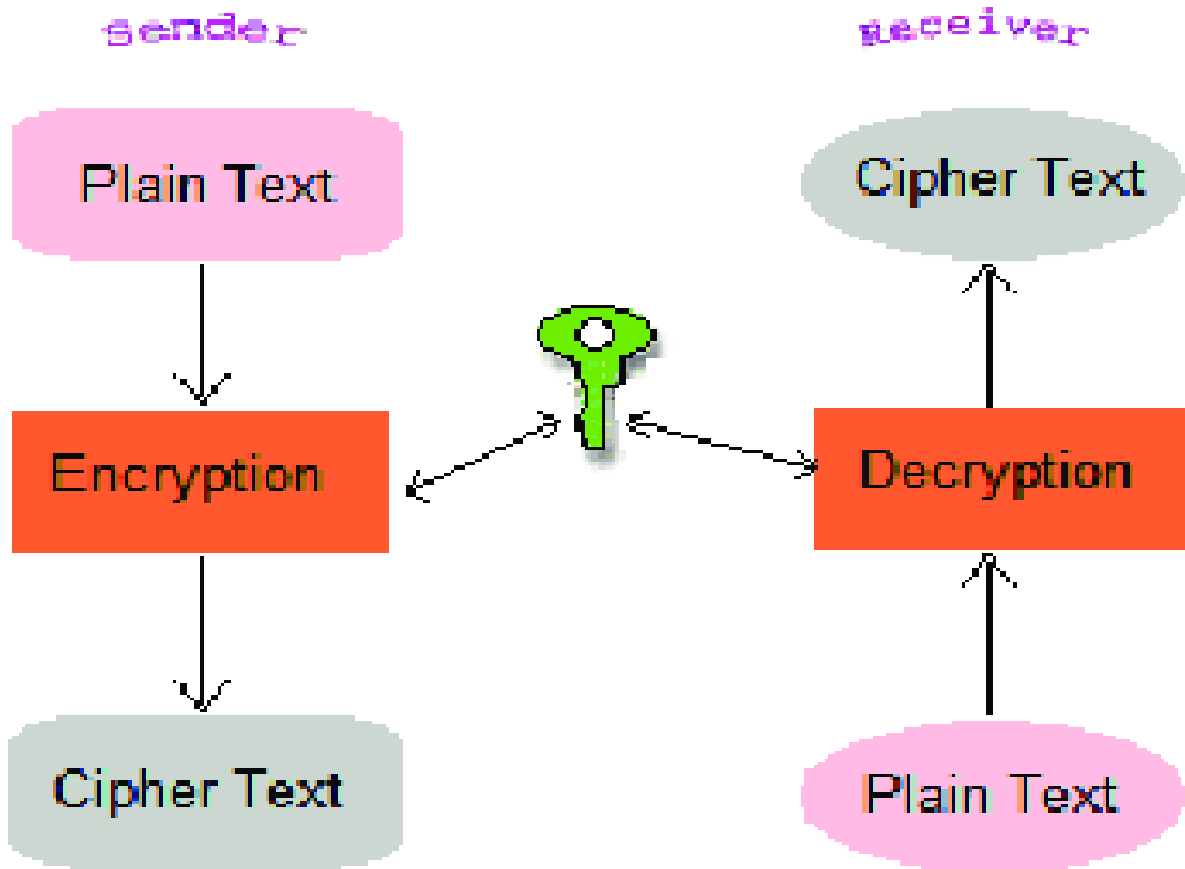 sender
receiver
Plain Text
Cipher Text
Encryption
Decryption
Cipher Text
Plain Text